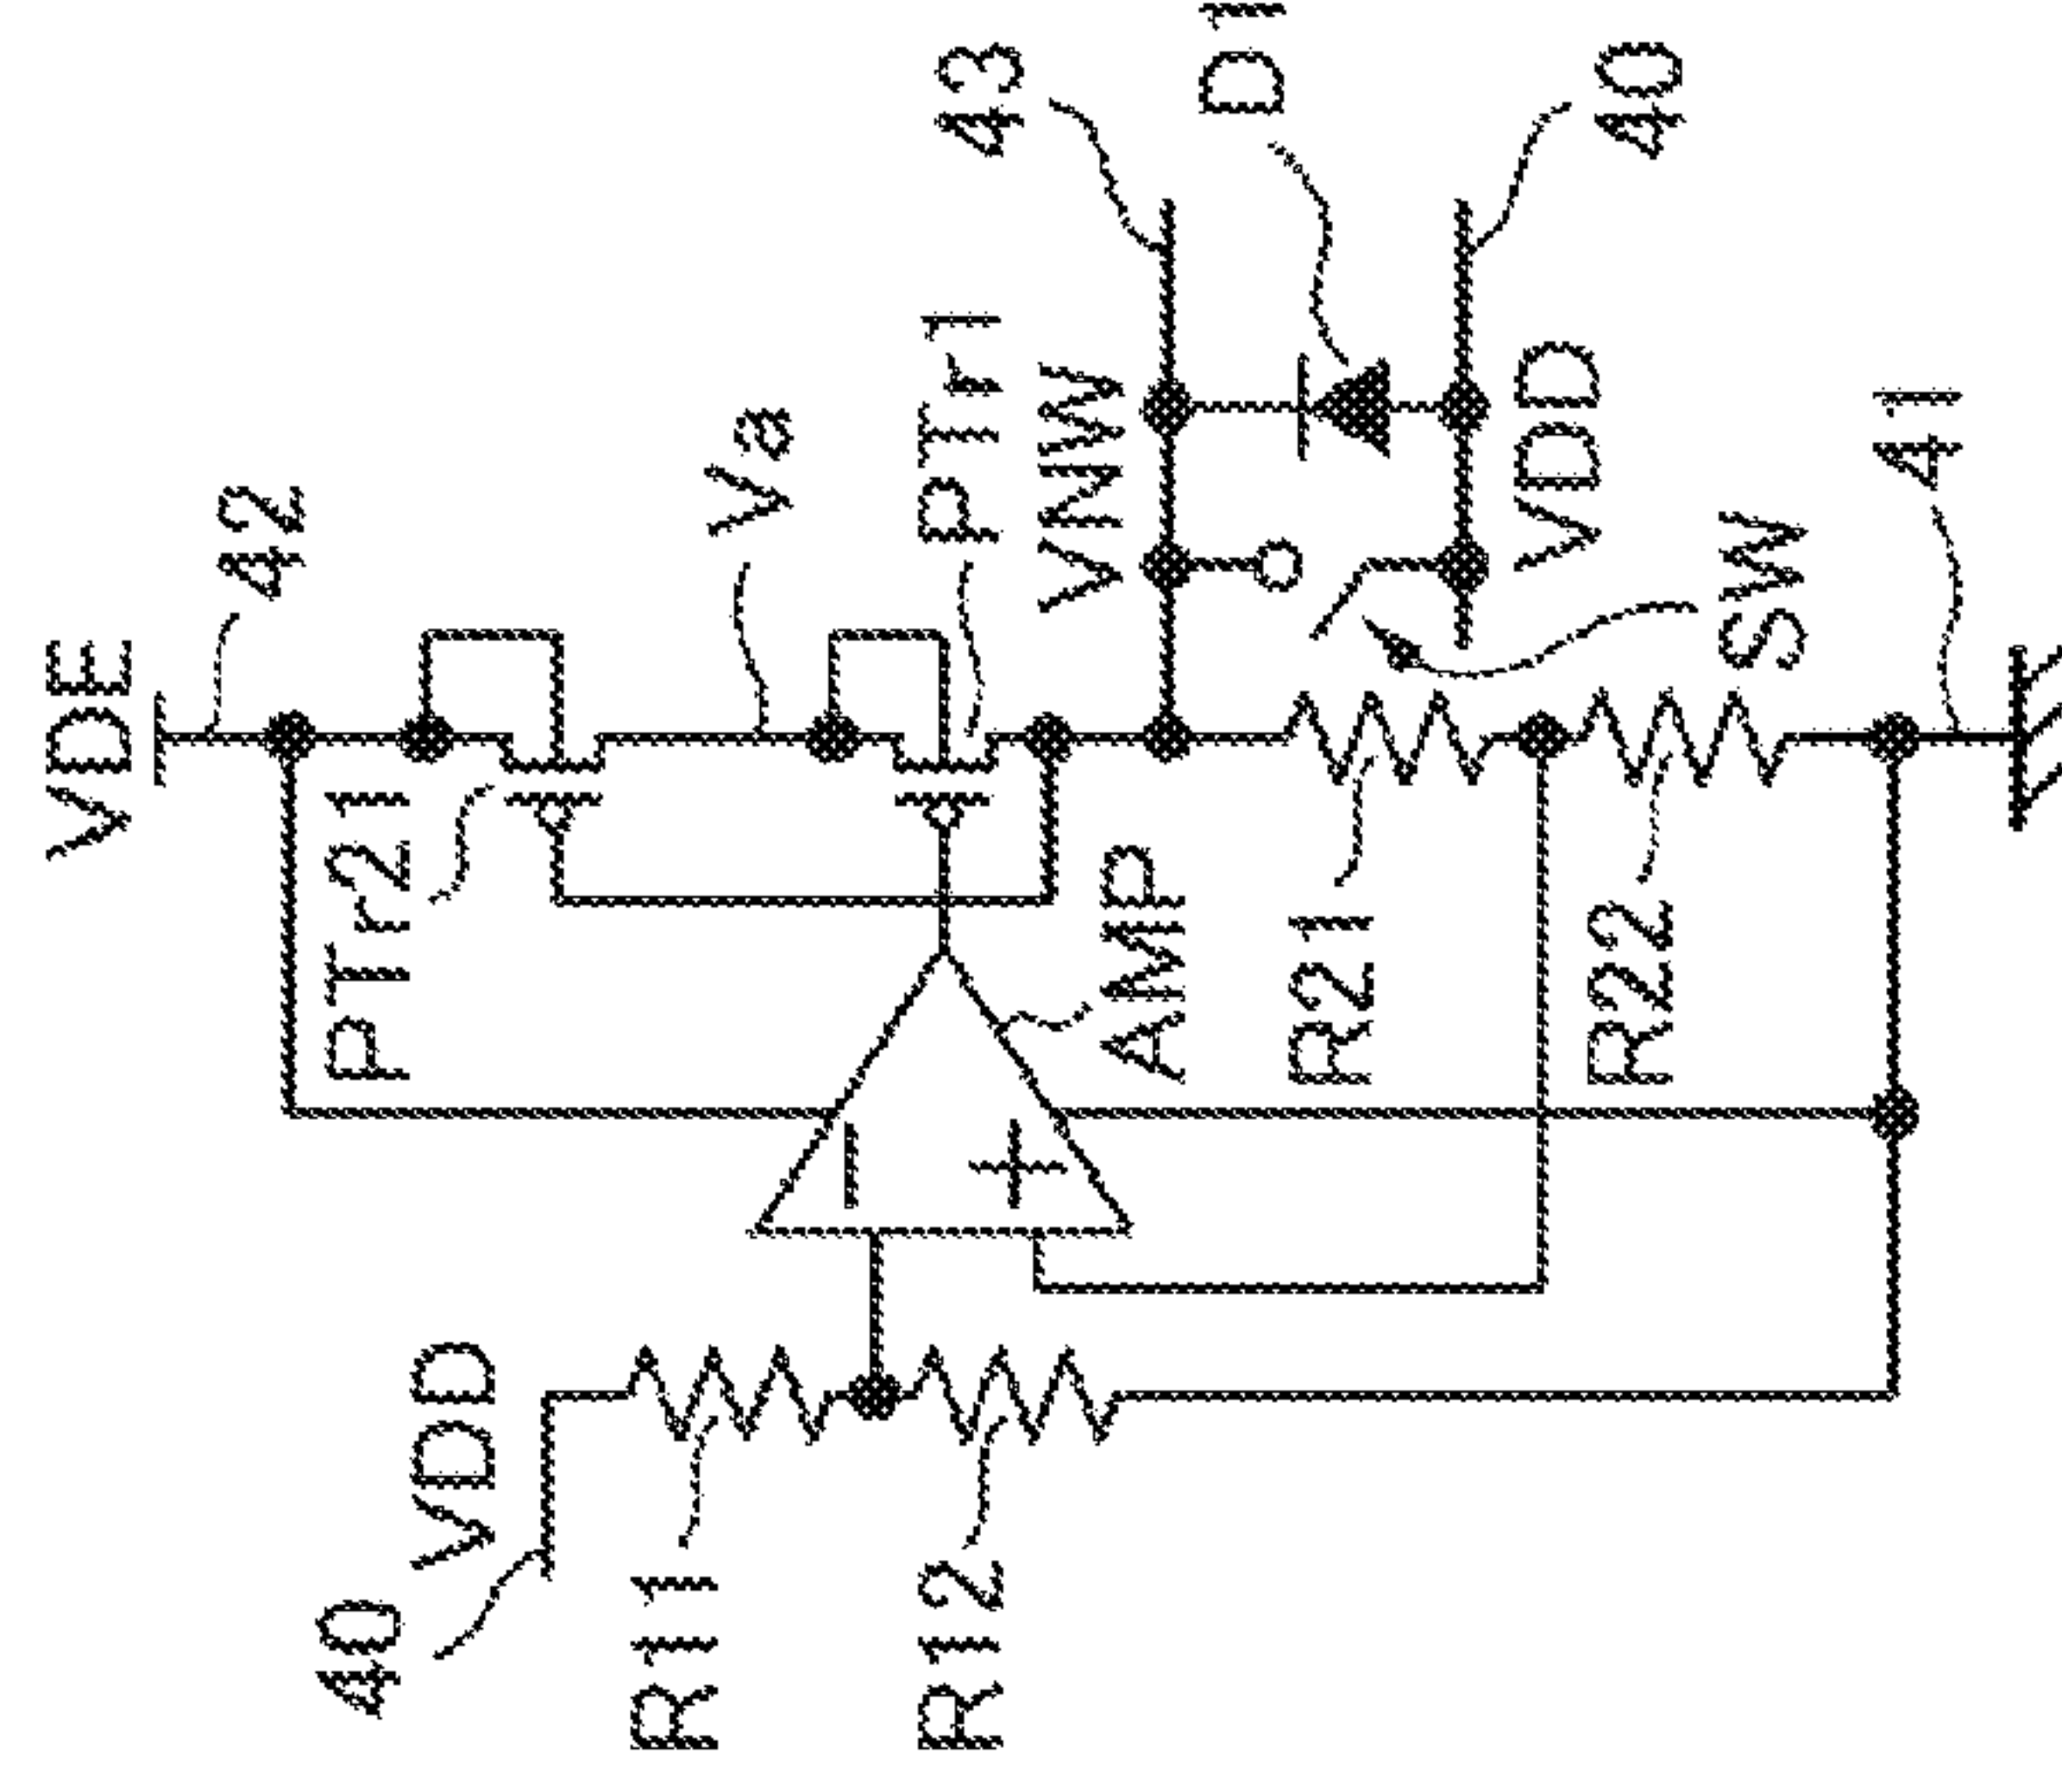 VDE
42
PTr21
Va
PTr1
43
VNW
D1
40
VDD
SW
AMP
R21
R22
41
40
VDD
R11
R12